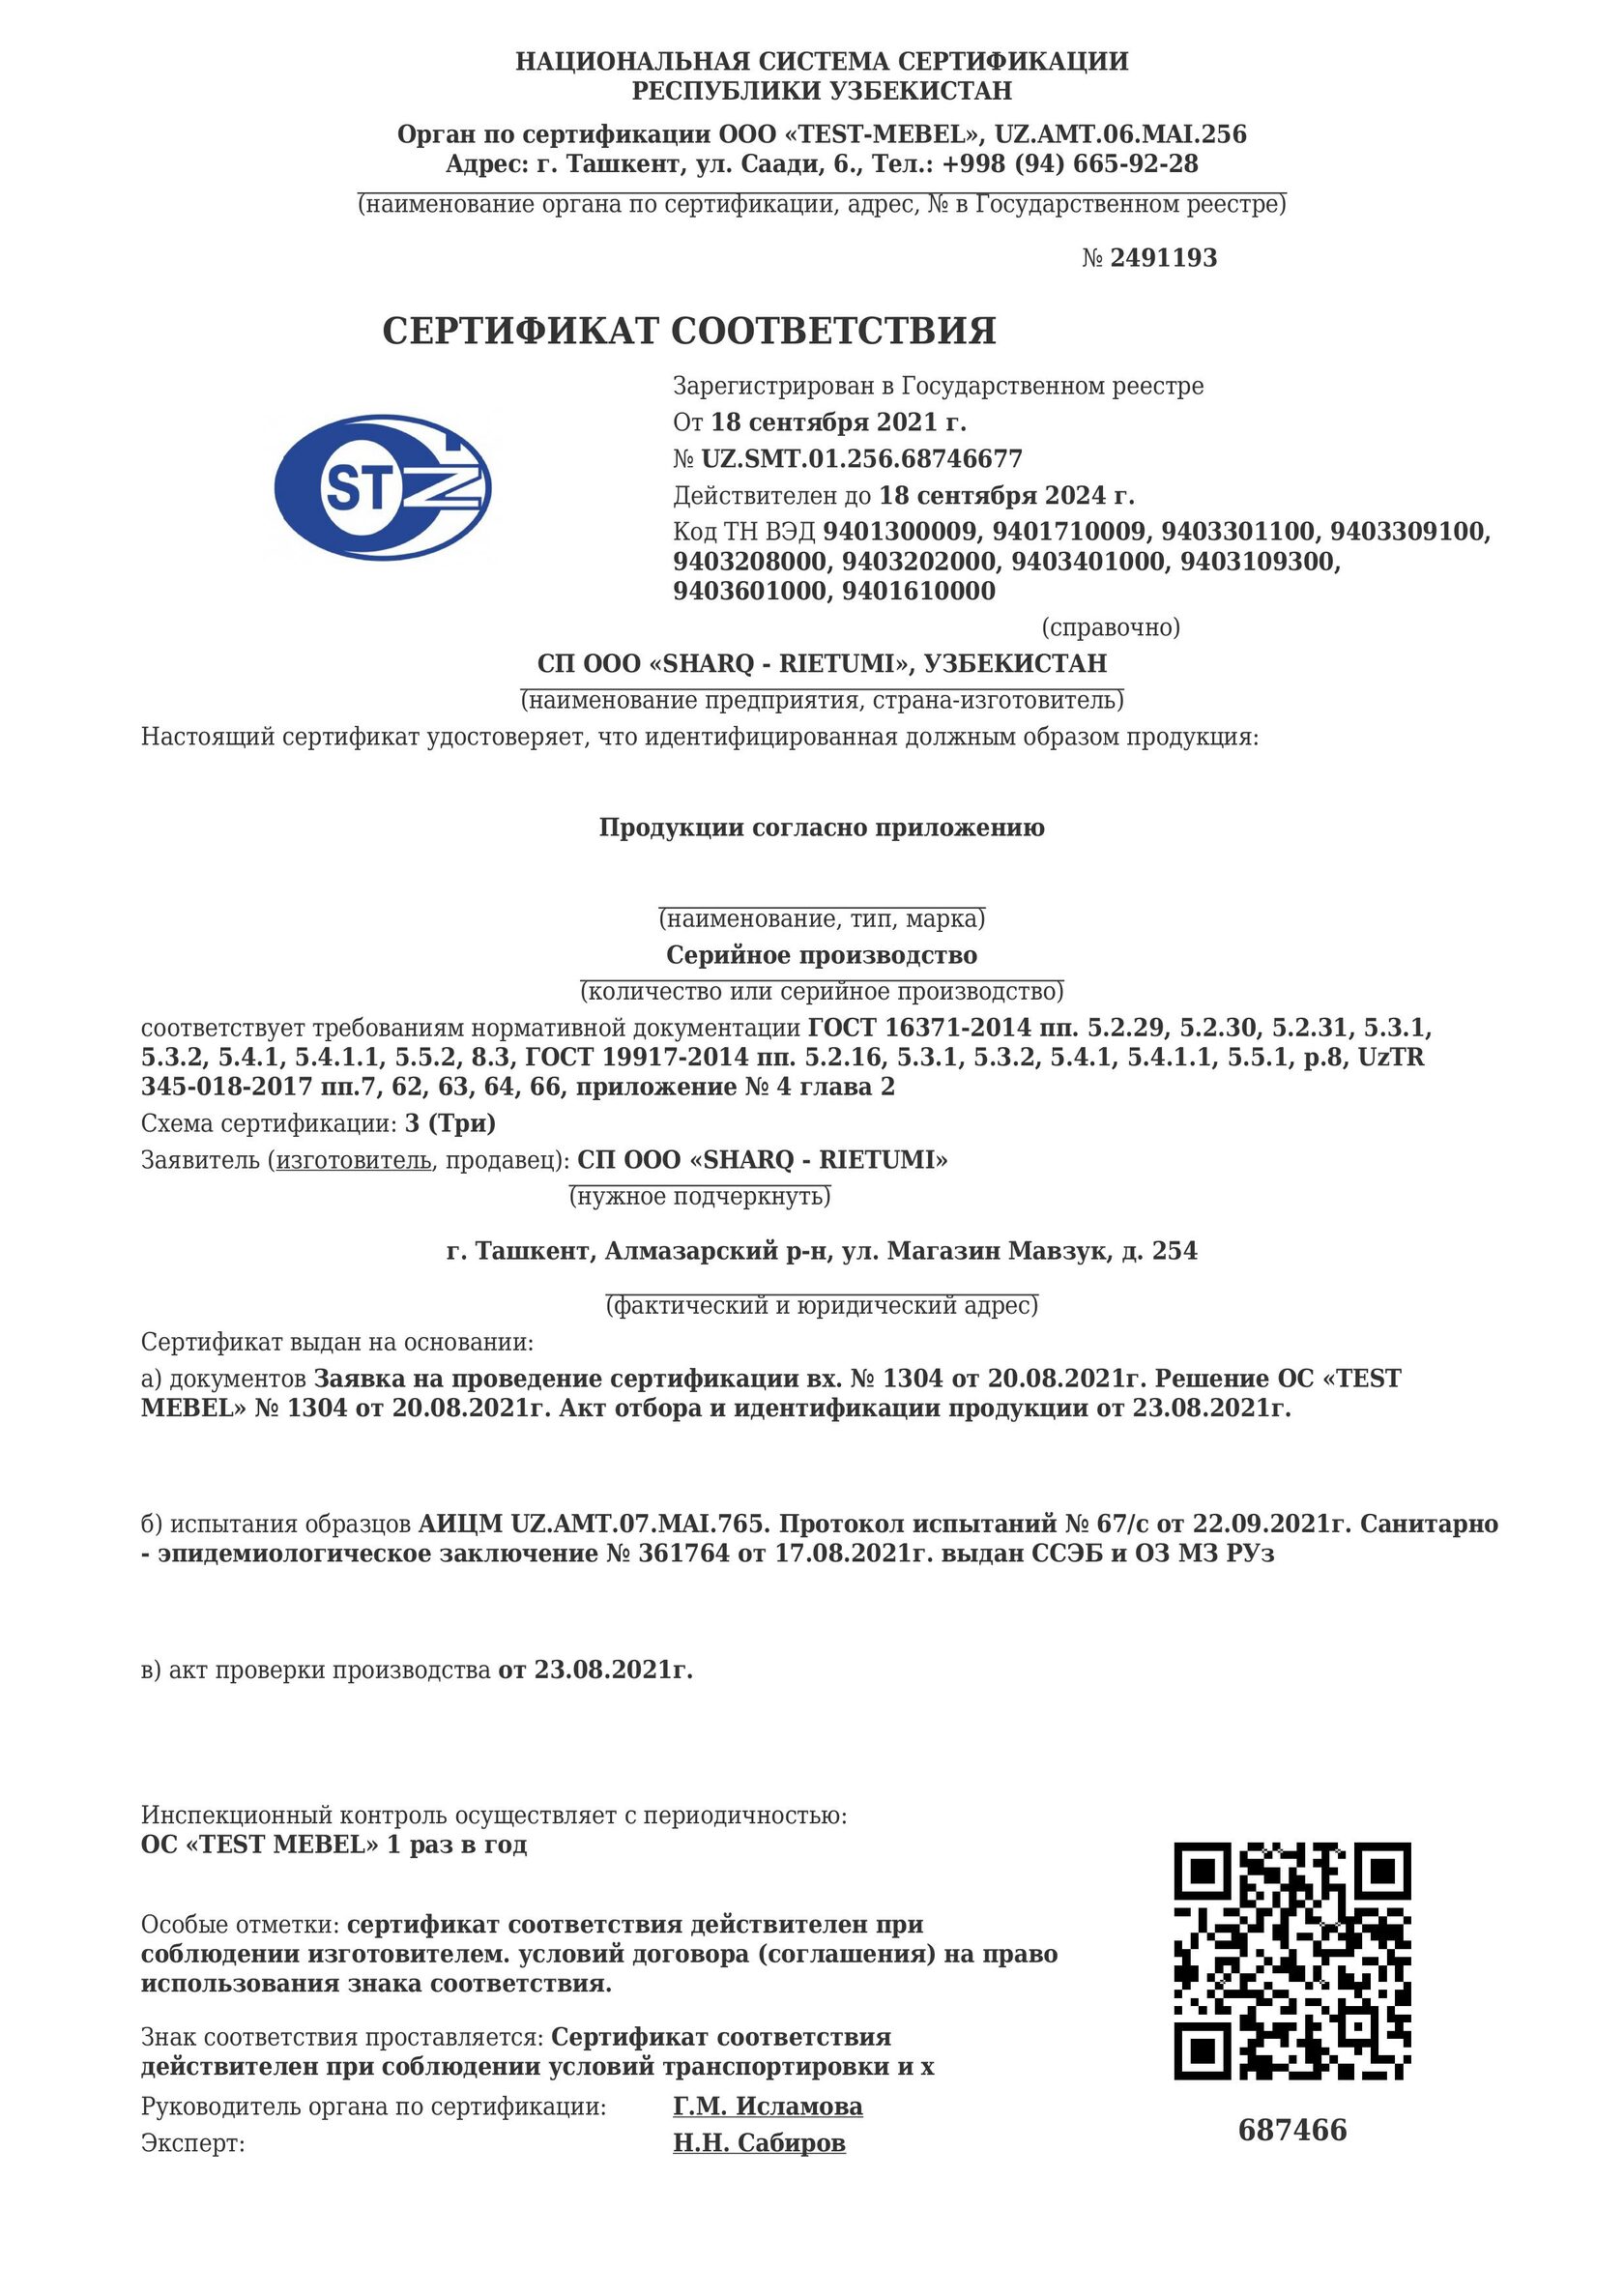 НАЦИОНАЛЬНАЯ СИСТЕМА СЕРТИФИКАЦИИ
РЕСПУБЛИКИ УЗБЕКИСТАН
Орган по сертификации ООО «TEST-MEBEL», UZ.AMT.06.MAI.256
Адрес: г. Ташкент, ул. Саади, 6., Тел.: +998 (94) 665-92-28
(наименование органа по сертификации, адрес, № в Государственном реестре)
№ 2491193
СЕРТИФИКАТ СООТВЕТСТВИЯ
ST
Зарегистрирован в Государственном реестре
От 18 сентября 2021 г.
№ UZ.SMT.01.256.68746677
Действителен до 18 сентября 2024 г.
Код ТН ВЭД 9401300009, 9401710009, 9403301100, 9403309100,
9403208000, 9403202000, 9403401000, 9403109300,
9403601000, 9401610000
(справочно)
СП ООО «SHARQ - RIETUMI», УЗБЕКИСТАН
(наименование предприятия, страна-изготовитель)
Настоящий сертификат удостоверяет, что идентифицированная должным образом продукция:
Продукции согласно приложению
(наименование, тип, марка)
Серийное производство
(количество или серийное производство)
соответствует требованиям нормативной документации ГОСТ 16371-2014 пп. 5.2.29, 5.2.30, 5.2.31, 5.3.1,
5.3.2, 5.4.1, 5.4.1.1, 5.5.2, 8.3, ГОСТ 19917-2014 пп. 5.2.16, 5.3.1, 5.3.2, 5.4.1, 5.4.1.1, 5.5.1, р.8, UzTR
345-018-2017 пп.7, 62, 63, 64, 66, приложение № 4 глава 2
Схема сертификации: 3 (Три)
Заявитель (изготовитель, продавец): СП ООО «SHARQ - RIETUMI»
(нужное подчеркнуть)
г. Ташкент, Алмазарский р-н, ул. Магазин Мавзук, д. 254
(фактический и юридический адрес)
Сертификат выдан на основании:
а) документов Заявка на проведение сертификации вх. № 1304 от 20.08.2021г. Решение ОС «TEST
MEBEL» № 1304 от 20.08.2021г. Акт отбора и идентификации продукции от 23.08.2021г.
б) испытания образцов АИЦМ UZ.AMT.07.MAI.765. Протокол испытаний № 67/с от 22.09.2021г. Санитарно
- эпидемиологическое заключение № 361764 от 17.08.2021г. выдан ССЭБ и ОЗ МЗ РУз
в) акт проверки производства от 23.08.2021г.
Инспекционный контроль осуществляет с периодичностью:
ОС «TEST MEBEL» 1 раз в год
Особые отметки: сертификат соответствия действителен при
соблюдении изготовителем. условий договора (соглашения) на право
использования знака соответствия.
Знак соответствия проставляется: Сертификат соответствия
действителен при соблюдении условий транспортировки и х
Руководитель органа по сертификации: Г.М. Исламова
Эксперт: Н.Н. Сабиров
687466